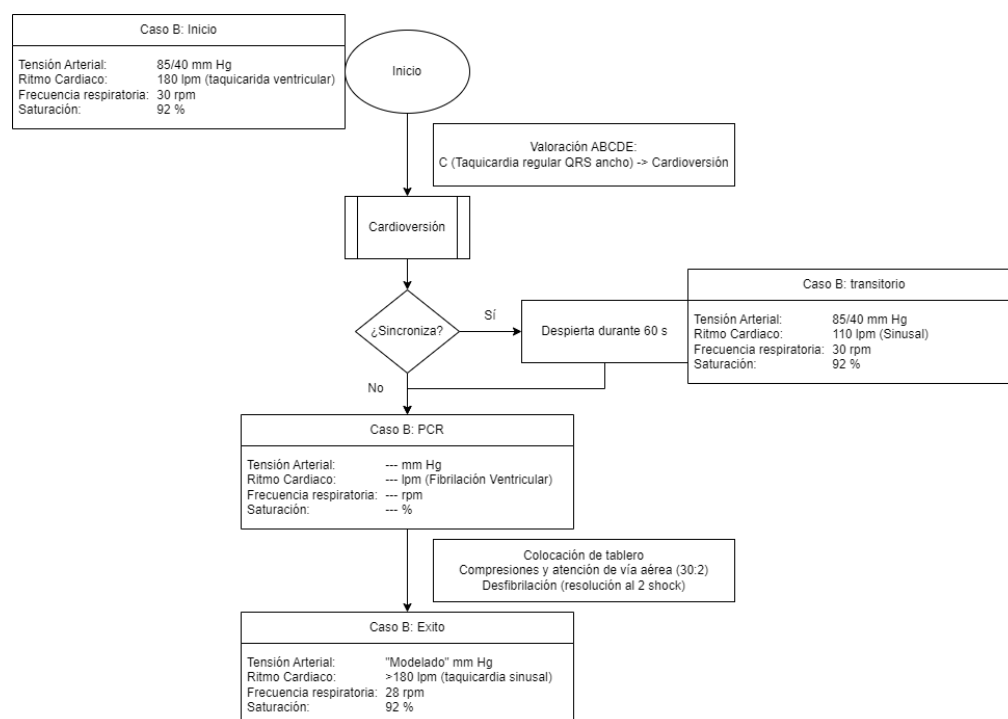 Caso B: Inicio
Tensión Arterial: 85/40 mm Hg
Ritmo Cardiaco: 180 lpm (taquicarida ventricular)
Frecuencia respiratoria: 30 rpm
Saturación: 92 %
Inicio
Valoración ABCDE:
C (Taquicardia regular QRS ancho) -> Cardioversión
Cardioversión
¿Sincroniza?
Sí
Despierta durante 60 s
Caso B: transitorio
Tensión Arterial: 85/40 mm Hg
Ritmo Cardiaco: 110 lpm (Sinusal)
Frecuencia respiratoria: 30 rpm
Saturación: 92 %
No
Caso B: PCR
Tensión Arterial: --- mm Hg
Ritmo Cardiaco: --- lpm (Fibrilación Ventricular)
Frecuencia respiratoria: --- rpm
Saturación: --- %
Colocación de tablero
Compresiones y atención de vía aérea (30:2)
Desfibrilación (resolución al 2 shock)
Caso B: Exito
Tensión Arterial: "Modelado" mm Hg
Ritmo Cardiaco: >180 lpm (taquicardia sinusal)
Frecuencia respiratoria: 28 rpm
Saturación: 92 %